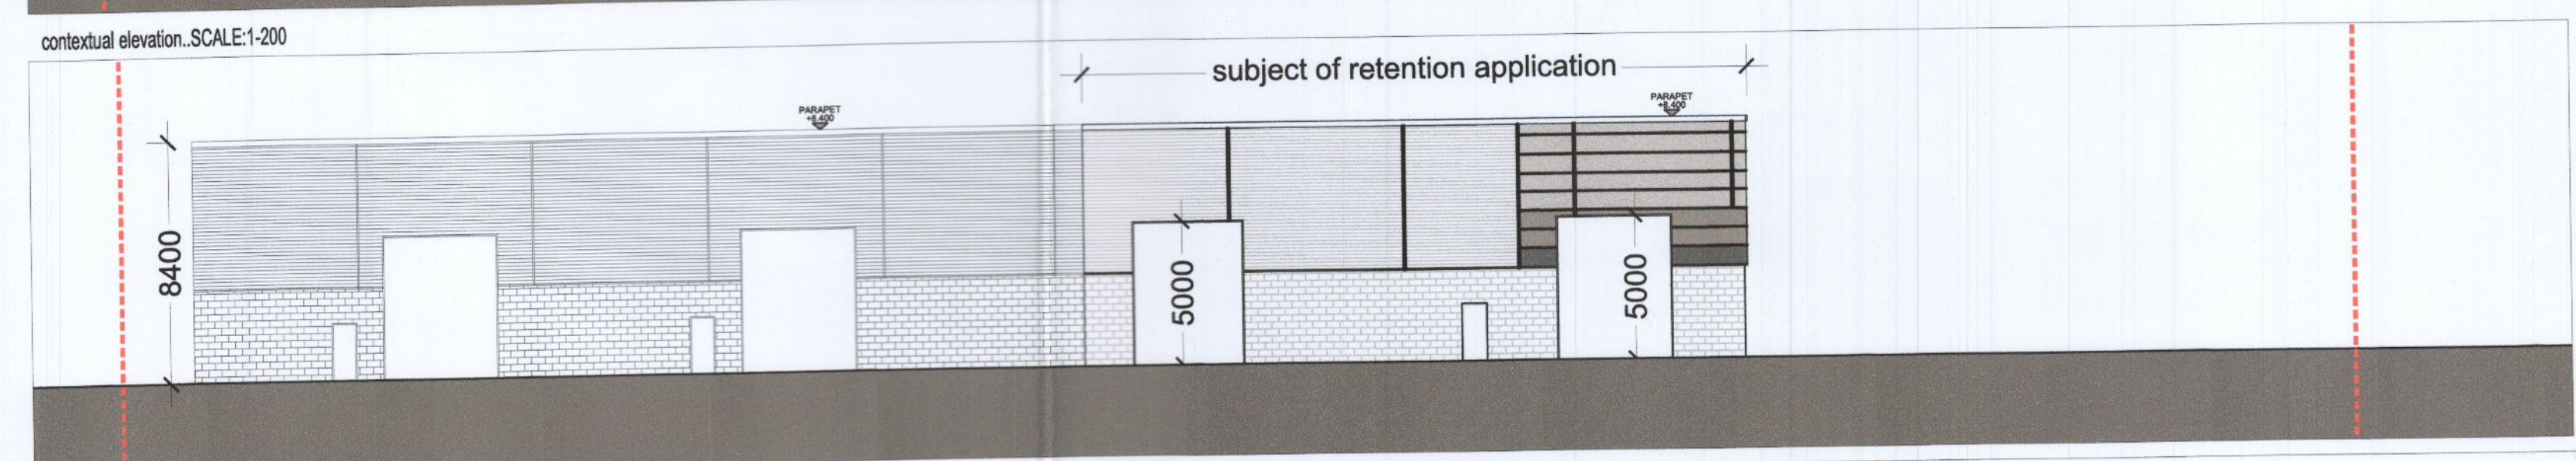 contextual elevation..SCALE:1-200
subject of retention application
PARAPET
+8.400
PARAPET
+8.400
8400
5000
5000